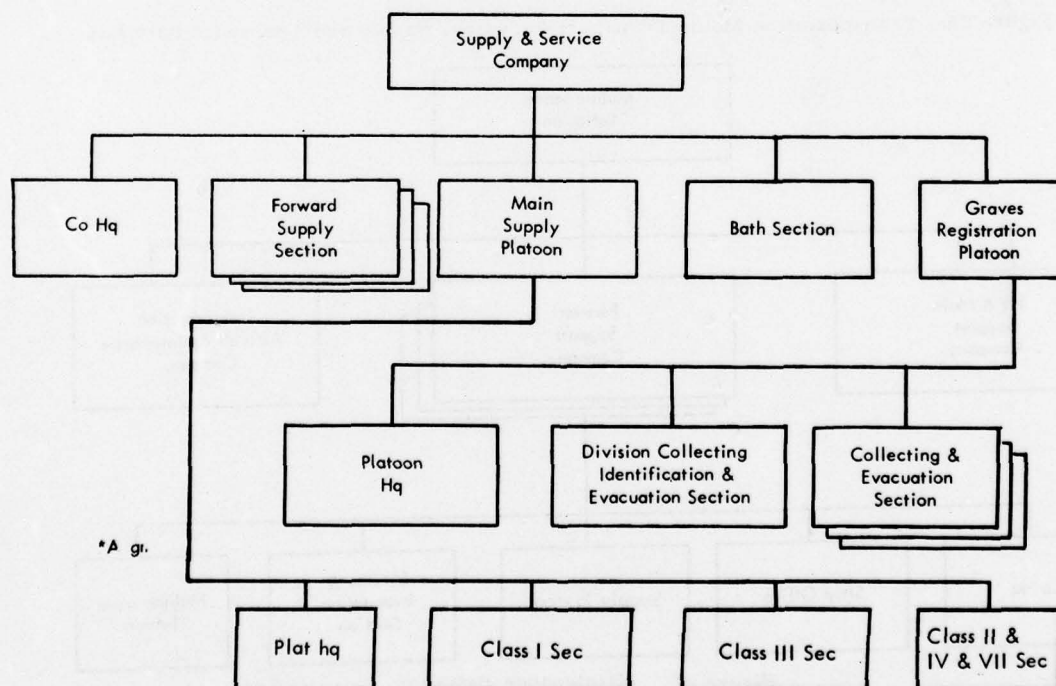 Supply & Service
Company
Co Hq
Forward
Supply
Section
Main
Supply
Platoon
Bath Section
Graves
Registration
Platoon
Platoon
Hq
Division Collecting
Identification &
Evacuation Section
Collecting &
Evacuation
Section
*A gr.
Plat hq
Class I Sec
Class III Sec
Class II &
IV & VII Sec